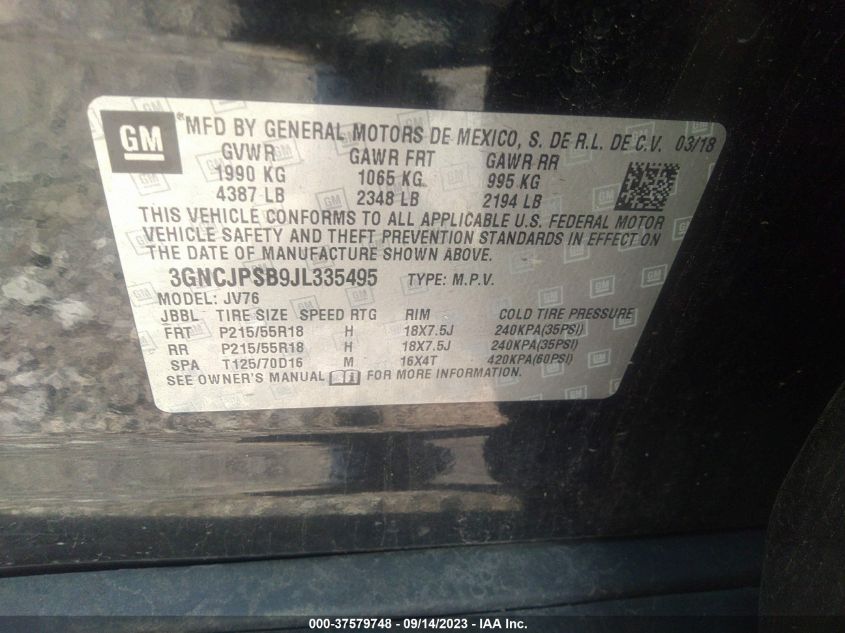 GM
*MFD BY GENERAL MOTORS DE MEXICO, S. DE R.L. DE C.V. 03/18
GVWR GAWR FRT GAWR RR
1990 KG 1065 KG 995 KG
4387 LB 2348 LB 2194 LB
THIS VEHICLE CONFORMS TO ALL APPLICABLE U.S. FEDERAL MOTOR
VEHICLE SAFETY AND THEFT PREVENTION STANDARDS IN EFFECT ON
THE DATE OF MANUFACTURE SHOWN ABOVE.
3GNCJPSB9JL335495 TYPE: M.P.V.
MODEL: JV76
JBBL TIRE SIZE SPEED RTG RIM COLD TIRE PRESSURE
FRT P215/55R18 H 18X7.5J 240KPA(35PSI)
RR P215/55R18 H 18X7.5J 240KPA(35PSI)
SPA T125/70D16 M 16X4T 420KPA(60PSI)
SEE OWNER'S MANUAL FOR MORE INFORMATION.
000-37579748 - 09/14/2023 - IAA Inc.